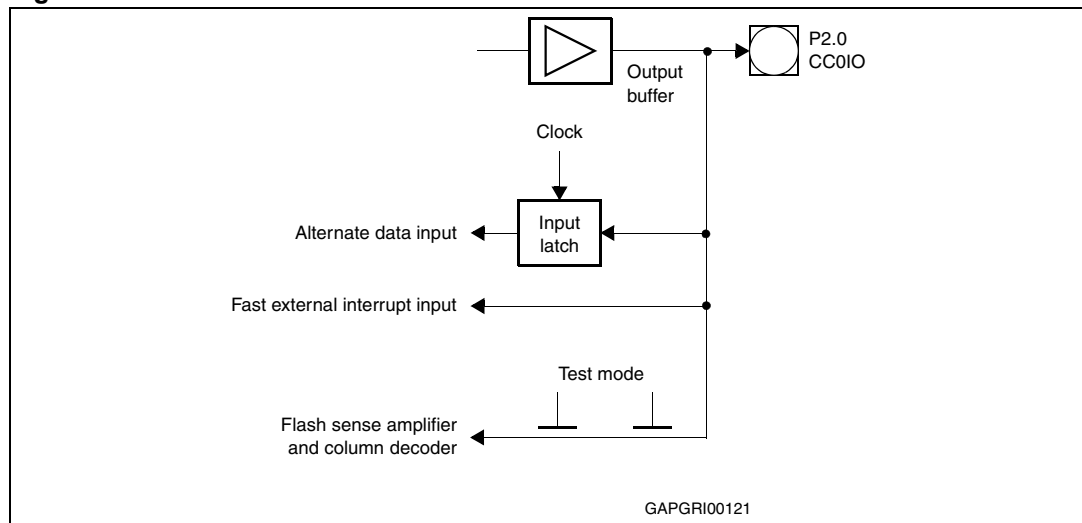 P2.0
CC0IO
Output
buffer
Clock
Input
latch
Alternate data input
Fast external interrupt input
Test mode
Flash sense amplifier
and column decoder
GAPGRI00121